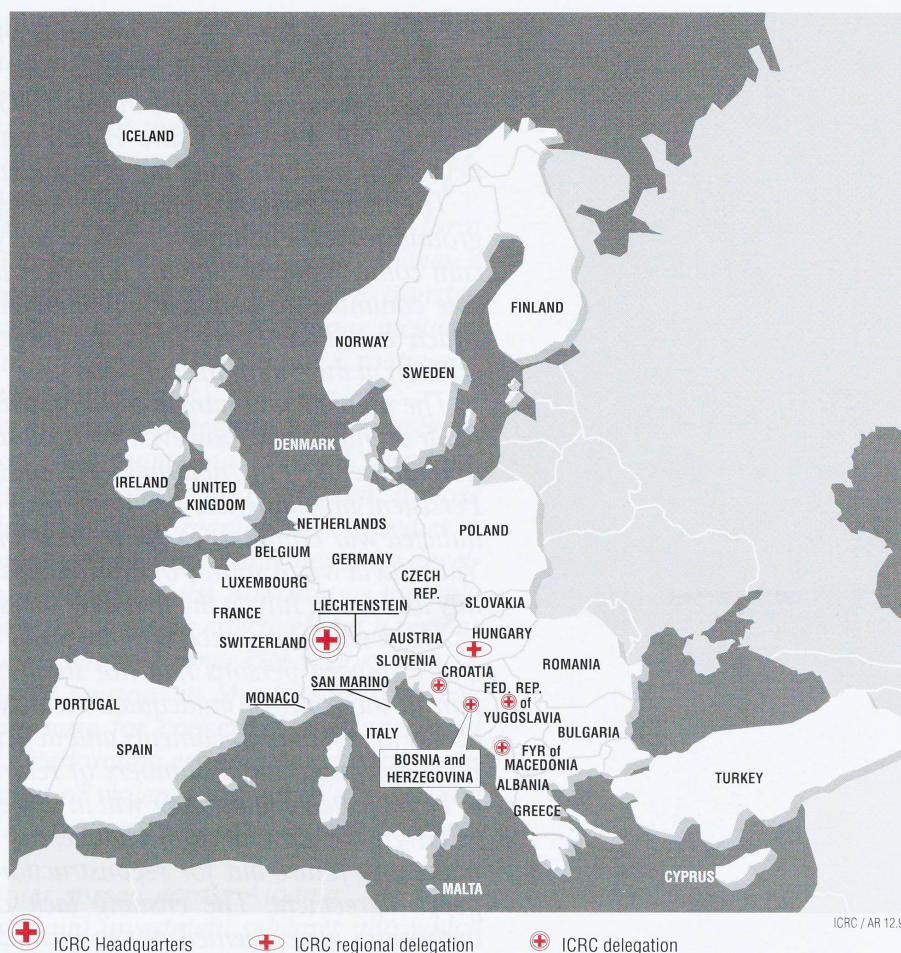 ICELAND
FINLAND
NORWAY
SWEDEN
DENMARK
IRELAND
UNITED
KINGDOM
NETHERLANDS
POLAND
BELGIUM
GERMANY
CZECH
REP.
LUXEMBOURG
LIECHTENSTEIN
SLOVAKIA
FRANCE
SWITZERLAND
AUSTRIA
HUNGARY
SLOVENIA
CROATIA
ROMANIA
SAN MARINO
MONACO
FED. REP.
of
YUGOSLAVIA
PORTUGAL
SPAIN
ITALY
BULGARIA
BOSNIA and
HERZEGOVINA
FYR of
MACEDONIA
ALBANIA
TURKEY
GREECE
CYPRUS
MALTA
ICRC / AR 12.9
ICRC Headquarters
ICRC regional delegation
ICRC delegation